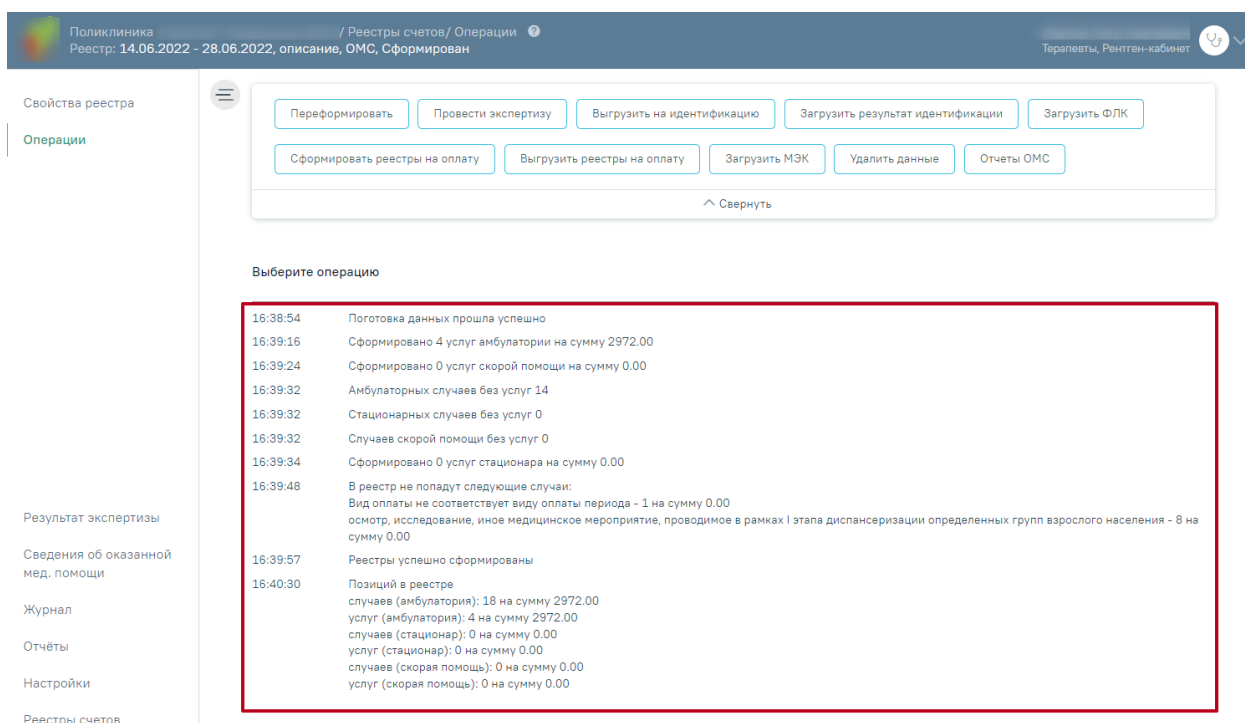 Поликлиника / Реестры счетов/ Операции ?
Реестр: 14.06.2022 - 28.06.2022, описание, ОМС, Сформирован
Терапевты, Рентген-кабинет
Свойства реестра
Операции
Переформировать Провести экспертизу Выгрузить на идентификацию Загрузить результат идентификации Загрузить ФЛК
Сформировать реестры на оплату Выгрузить реестры на оплату Загрузить МЭК Удалить данные Отчеты ОМС
Свернуть
Выберите операцию
16:38:54 Поготовка данных прошла успешно
16:39:16 Сформировано 4 услуг амбулатории на сумму 2972.00
16:39:24 Сформировано 0 услуг скорой помощи на сумму 0.00
16:39:32 Амбулаторных случаев без услуг 14
16:39:32 Стационарных случаев без услуг 0
16:39:32 Случаев скорой помощи без услуг 0
16:39:34 Сформировано 0 услуг стационара на сумму 0.00
16:39:48 В реестр не попадут следующие случаи:
Вид оплаты не соответствует виду оплаты периода - 1 на сумму 0.00
осмотр, исследование, иное медицинское мероприятие, проводимое в рамках I этапа диспансеризации определенных групп взрослого населения - 8 на
сумму 0.00
16:39:57 Реестры успешно сформированы
16:40:30 Позиций в реестре
случаев (амбулатория): 18 на сумму 2972.00
услуг (амбулатория): 4 на сумму 2972.00
случаев (стационар): 0 на сумму 0.00
услуг (стационар): 0 на сумму 0.00
случаев (скорая помощь): 0 на сумму 0.00
услуг (скорая помощь): 0 на сумму 0.00
Результат экспертизы
Сведения об оказанной
мед. помощи
Журнал
Отчёты
Настройки
Реестры счетов